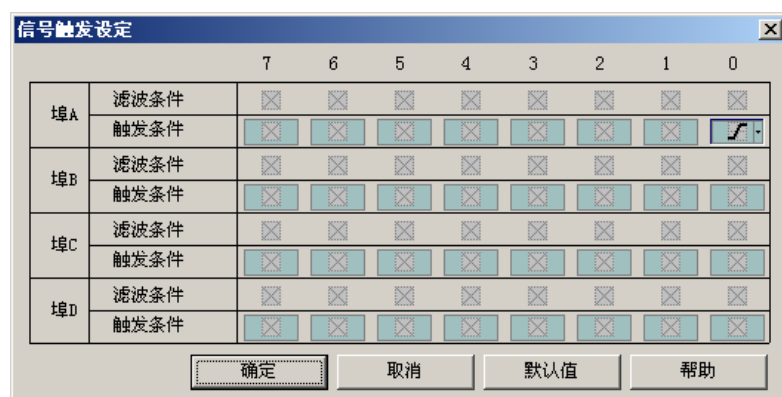 信号触发设定
7 6 5 4 3 2 1 0
埠A
滤波条件
触发条件
埠B
滤波条件
触发条件
埠C
滤波条件
触发条件
埠D
滤波条件
触发条件
确定 取消 默认值 帮助